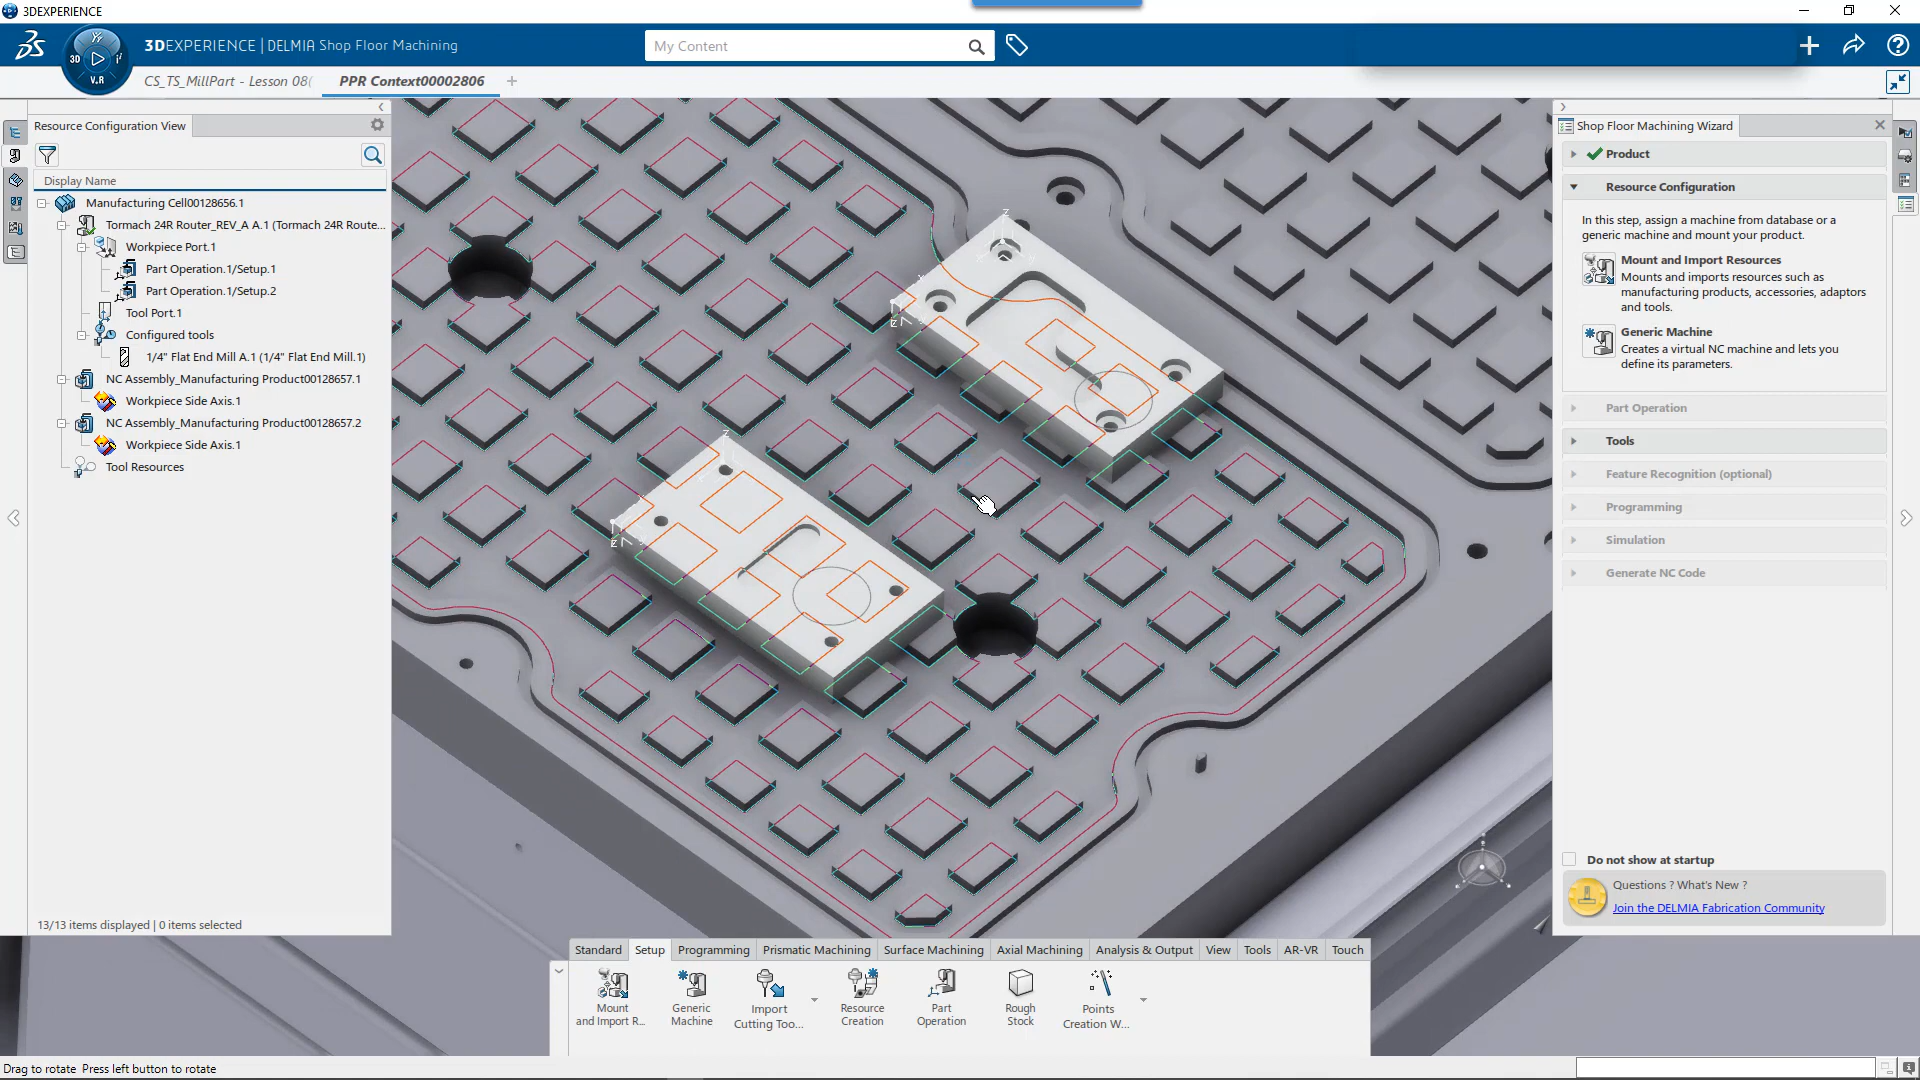 3DEXPERIENCE
3DEXPERIENCE | DELMIA Shop Floor Machining
My Content
3D
V.R
CS_TS_MillPart - Lesson 08(
PPR Context00002806
Resource Configuration View
Display Name
Manufacturing Cell00128656.1
Tormach 24R Router_REV_A A.1 (Tormach 24R Route...
Workpiece Port.1
Part Operation.1/Setup.1
Part Operation.1/Setup.2
Tool Port.1
Configured tools
1/4" Flat End Mill A.1 (1/4" Flat End Mill.1)
NC Assembly_Manufacturing Product00128657.1
Workpiece Side Axis.1
NC Assembly_Manufacturing Product00128657.2
Workpiece Side Axis.1
Tool Resources
13/13 items displayed | 0 items selected
z
z
z
z
Shop Floor Machining Wizard
Product
Resource Configuration
In this step, assign a machine from database or a
generic machine and mount your product.
Mount and Import Resources
Mounts and imports resources such as
manufacturing products, accessories, adaptors
and tools.
Generic Machine
Creates a virtual NC machine and lets you
define its parameters.
Part Operation
Tools
Feature Recognition (optional)
Programming
Simulation
Generate NC Code
Do not show at startup
Questions ? What's New ?
Join the DELMIA Fabrication Community
Standard
Setup
Programming
Prismatic Machining
Surface Machining
Axial Machining
Analysis & Output
View
Tools
AR-VR
Touch
Mount
and Import R...
Generic
Machine
Import
Cutting Too...
Resource
Creation
Part
Operation
Rough
Stock
Points
Creation W...
Drag to rotate Press left button to rotate